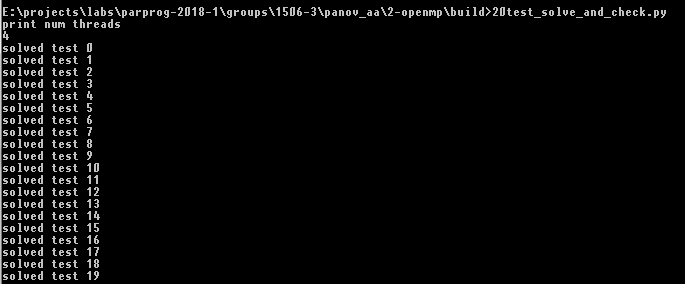 E:\projects\labs\parprog-2018-1\groups\1506-3\panov_aa\2-openmp\build>20test_solve_and_check.py
print num threads
4
solved test 0
solved test 1
solved test 2
solved test 3
solved test 4
solved test 5
solved test 6
solved test 7
solved test 8
solved test 9
solved test 10
solved test 11
solved test 12
solved test 13
solved test 14
solved test 15
solved test 16
solved test 17
solved test 18
solved test 19